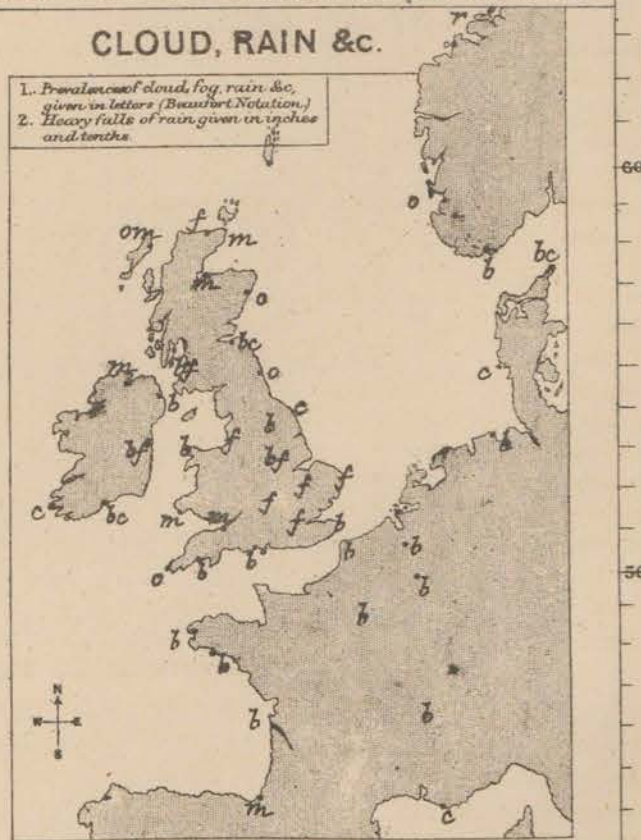 CLOUD, RAIN &c.
1. Prevalence of cloud, fog, rain &c,
given in letters (Beaufort Notation.)
2. Heavy falls of rain given in inches
and tenths.
r
60
o
om f m
b bc
m o
bc
bf o c
m
b c
b
b f
bf bf b
f f
c bc m m f
f b
o b b b b
50
b
b
b
N
W E
S
b b
m c